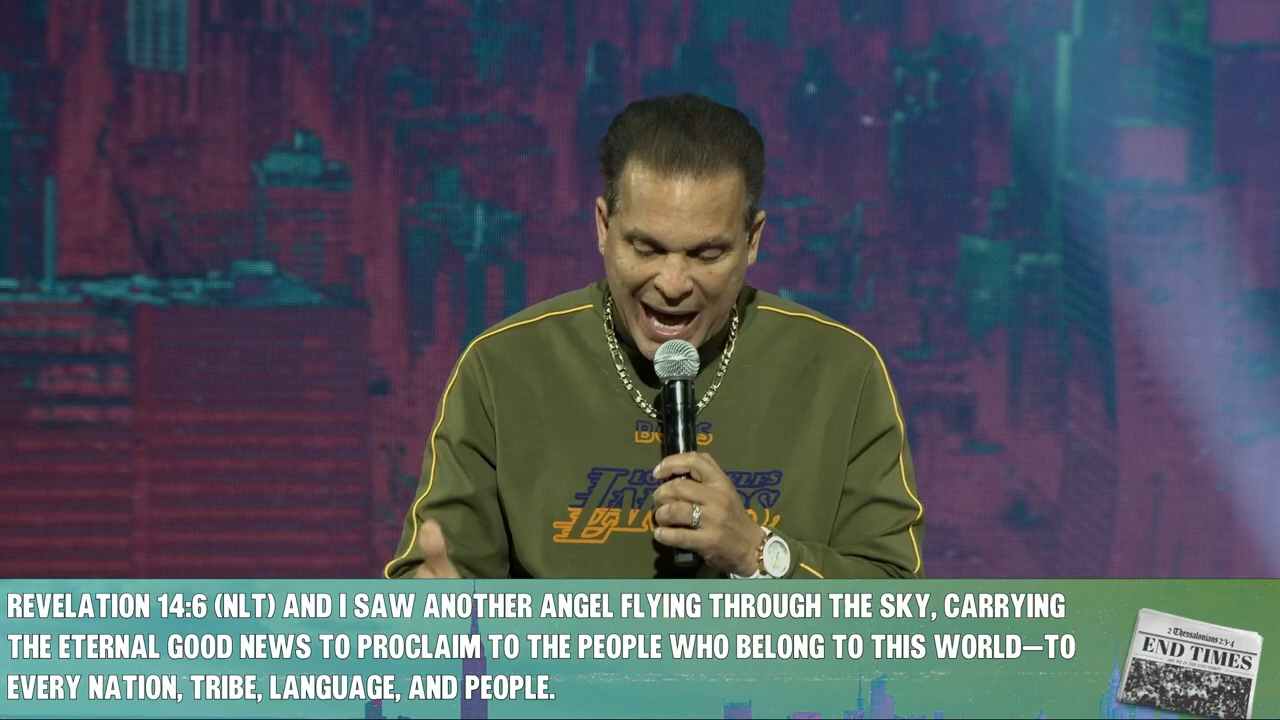 LAKERS
REVELATION 14:6 (NLT) AND I SAW ANOTHER ANGEL FLYING THROUGH THE SKY, CARRYING
THE ETERNAL GOOD NEWS TO PROCLAIM TO THE PEOPLE WHO BELONG TO THIS WORLD—TO
EVERY NATION, TRIBE, LANGUAGE, AND PEOPLE.
2 Thessalonians 2:3-4
END TIMES